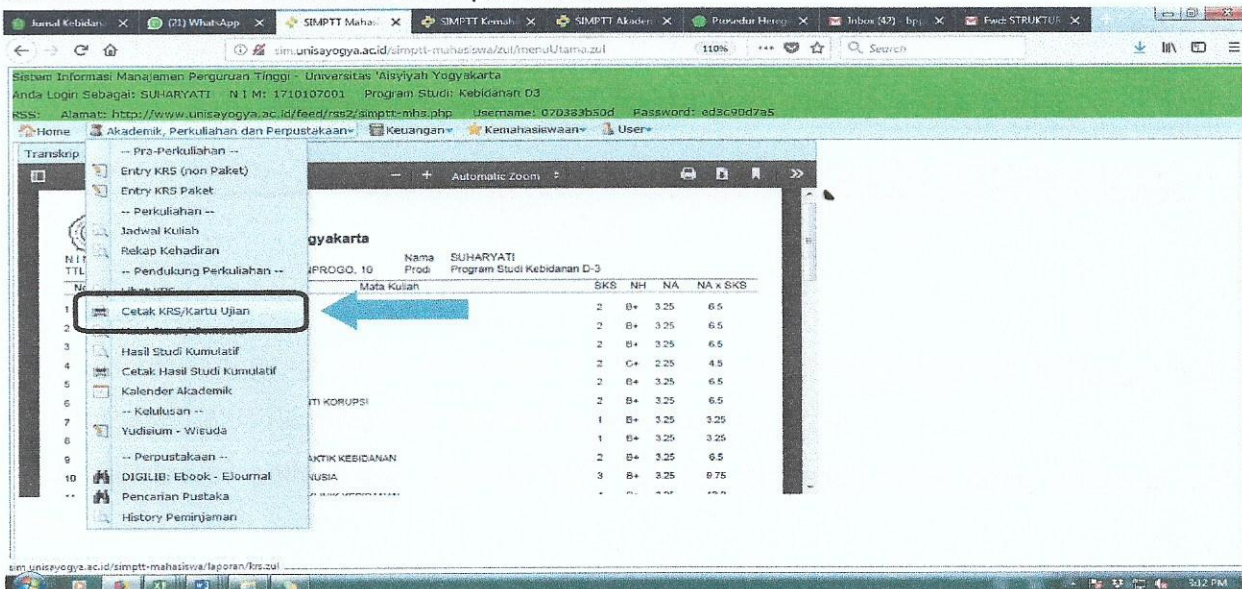 Jurnal Kebidan
(21) WhatsApp
SIMPTT Mahas
SIMPTT Kemah
SIMPTT Akader
Prosedur Hereg
Inbox (42) - bp
Fwd: STRUKTUR
sim.unisayogya.ac.id/simptt-mahasiswa/zul/menuUtama.zul
110%
Search
Sistem Informasi Manajemen Perguruan Tinggi - Universitas 'Aisyiyah Yogyakarta
Anda Login Sebagai: SUHARYATI N I M: 1710107001 Program Studi: Kebidanan D3
RSS: Alamat: http://www.unisayogya.ac.id/feed/rss2/simptt-mhs.php Username: 070383b50d Password: ed3c90d7a5
Home Akademik, Perkuliahan dan Perpustakaan Keuangan Kemahasiswaan User
Transkrip
-- Pra-Perkuliahan --
Entry KRS (non Paket)
Entry KRS Paket
-- Perkuliahan --
Jadwal Kuliah
Rekap Kehadiran
-- Pendukung Perkuliahan --
Cetak KRS/Kartu Ujian
Hasil Studi Kumulatif
Cetak Hasil Studi Kumulatif
Kalender Akademik
-- Kelulusan --
Yudisium - Wisuda
-- Perpustakaan --
DIGILIB: Ebook - EJournal
Pencarian Pustaka
History Peminjaman
Automatic Zoom
gyakarta
Nama SUHARYATI
TTL NPROGO, 10 Prodi Program Studi Kebidanan D-3
Mata Kuliah SKS NH NA NA x SKS
1 2 B+ 3.25 6.5
2 2 B+ 3.25 6.5
3 2 B+ 3.25 6.5
4 2 C+ 2.25 4.5
5 2 B+ 3.25 6.5
6 NTI KORUPSI 2 B+ 3.25 6.5
7 1 B+ 3.25 3.25
8 1 B+ 3.25 3.25
9 AKTIK KEBIDANAN 2 B+ 3.25 6.5
10 NUSIA 3 B+ 3.25 9.75
sim.unisayogya.ac.id/simptt-mahasiswa/laporan/krs.zul
3:12 PM